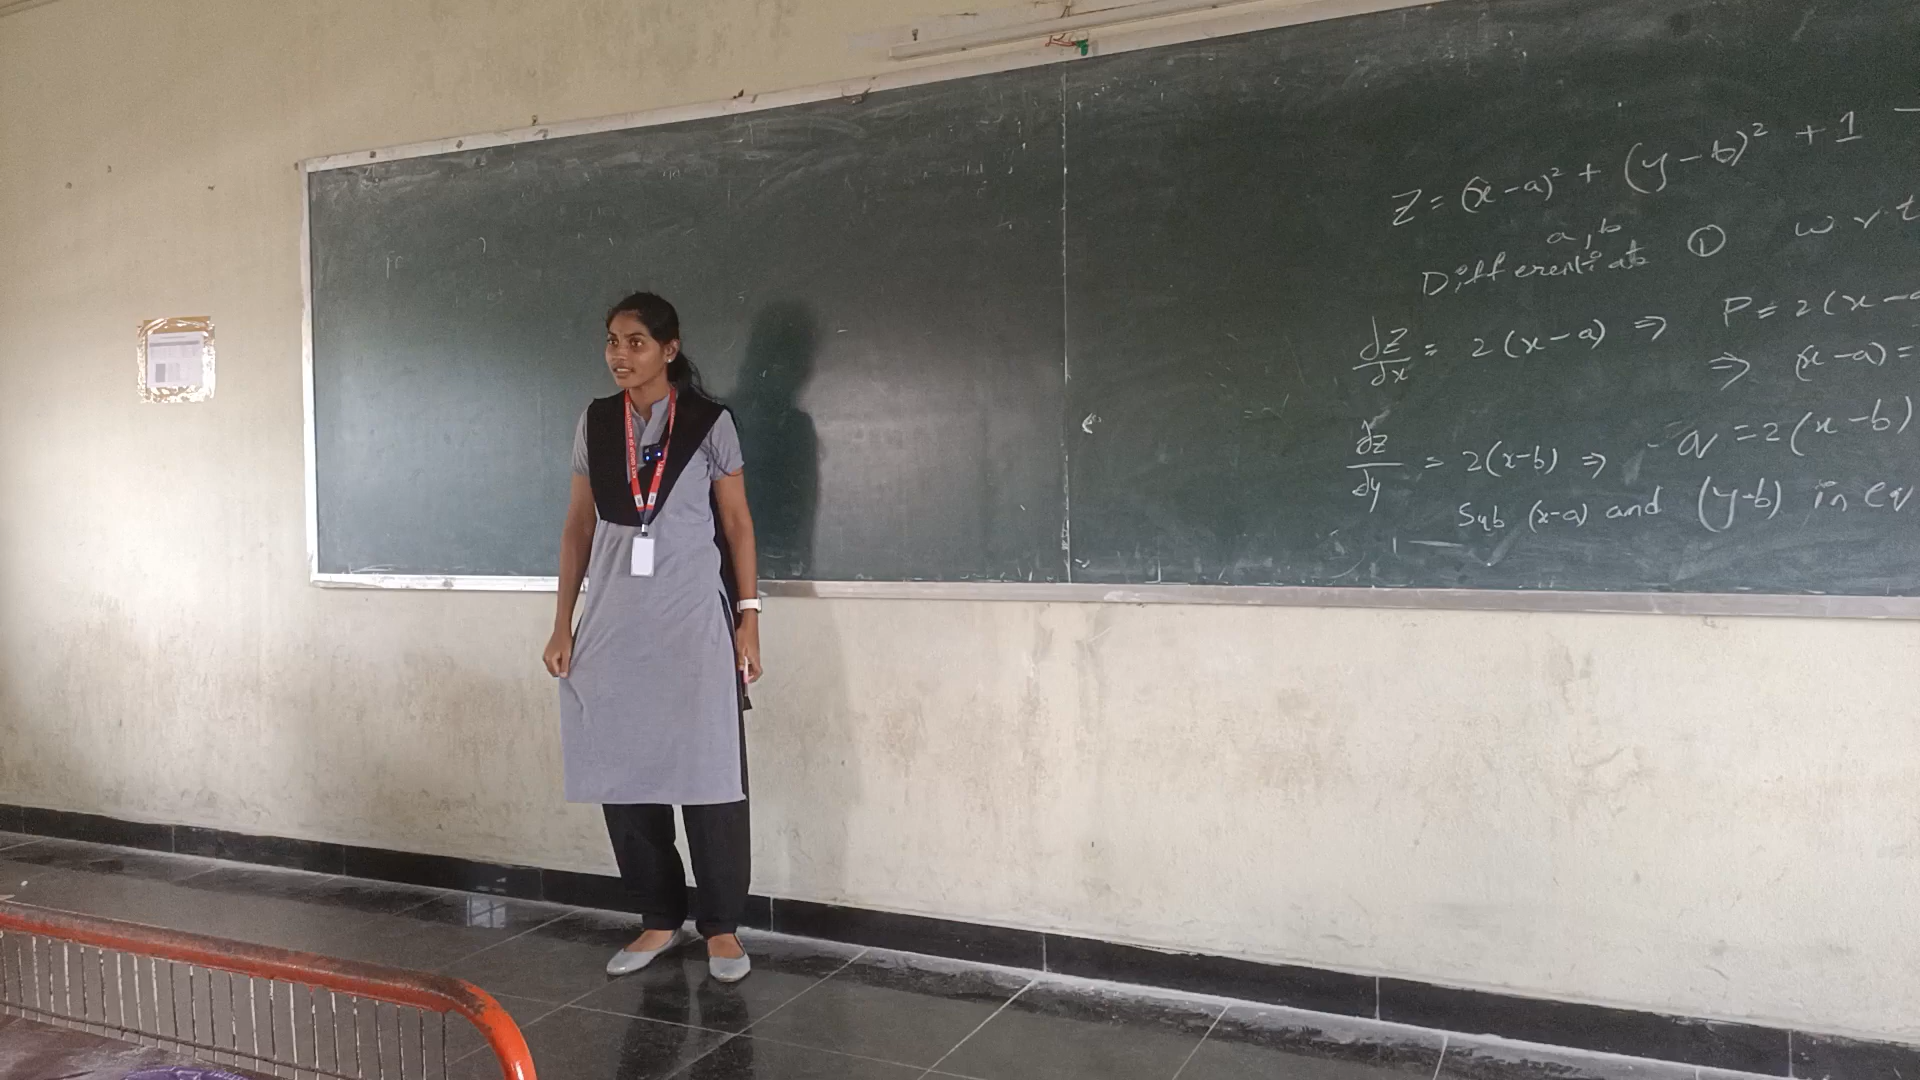 Z = (x-a)² + (y-b)² + 1
a, b
Differentiate ① w r t
∂z/∂x = 2(x-a) ⇒ P = 2(x-a
⇒ (x-a) =
∂z/∂y = 2(x-b) ⇒ q = 2(x-b)
Sub (x-a) and (y-b) in eq